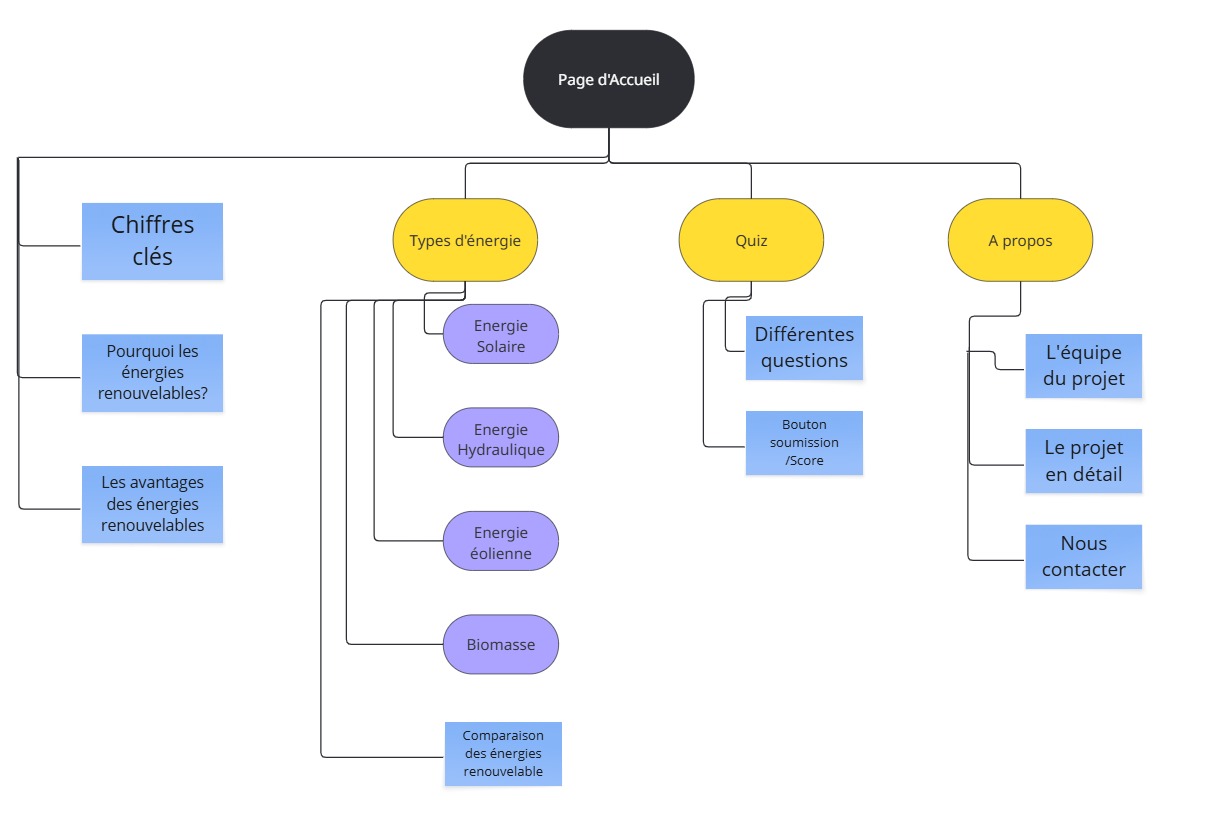 Page d'Accueil
Chiffres
clés
Pourquoi les
énergies
renouvelables?
Les avantages
des énergies
renouvelables
Types d'énergie
Energie
Solaire
Energie
Hydraulique
Energie
éolienne
Biomasse
Comparaison
des énergies
renouvelable
Quiz
Différentes
questions
Bouton
soumission
/Score
A propos
L'équipe
du projet
Le projet
en détail
Nous
contacter